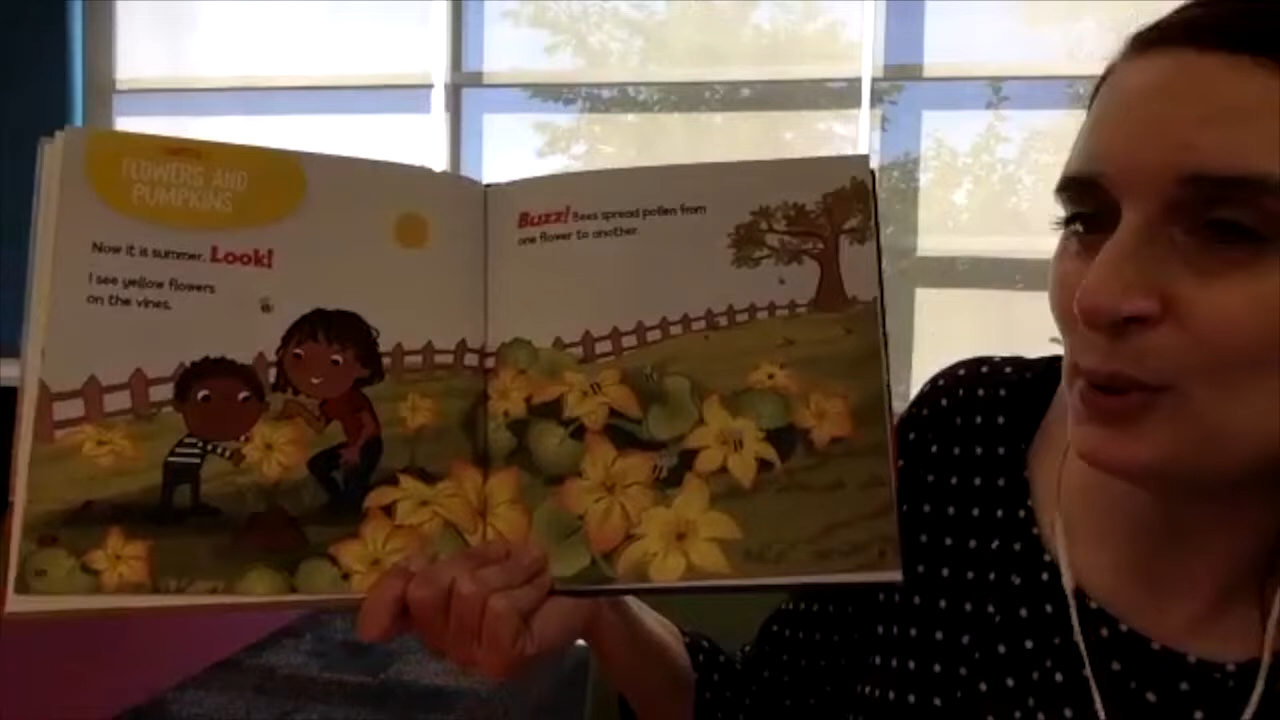 FLOWERS AND
PUMPKINS
Now it is summer. Look!
I see yellow flowers
on the vines.
Buzz! Bees spread pollen from
one flower to another.